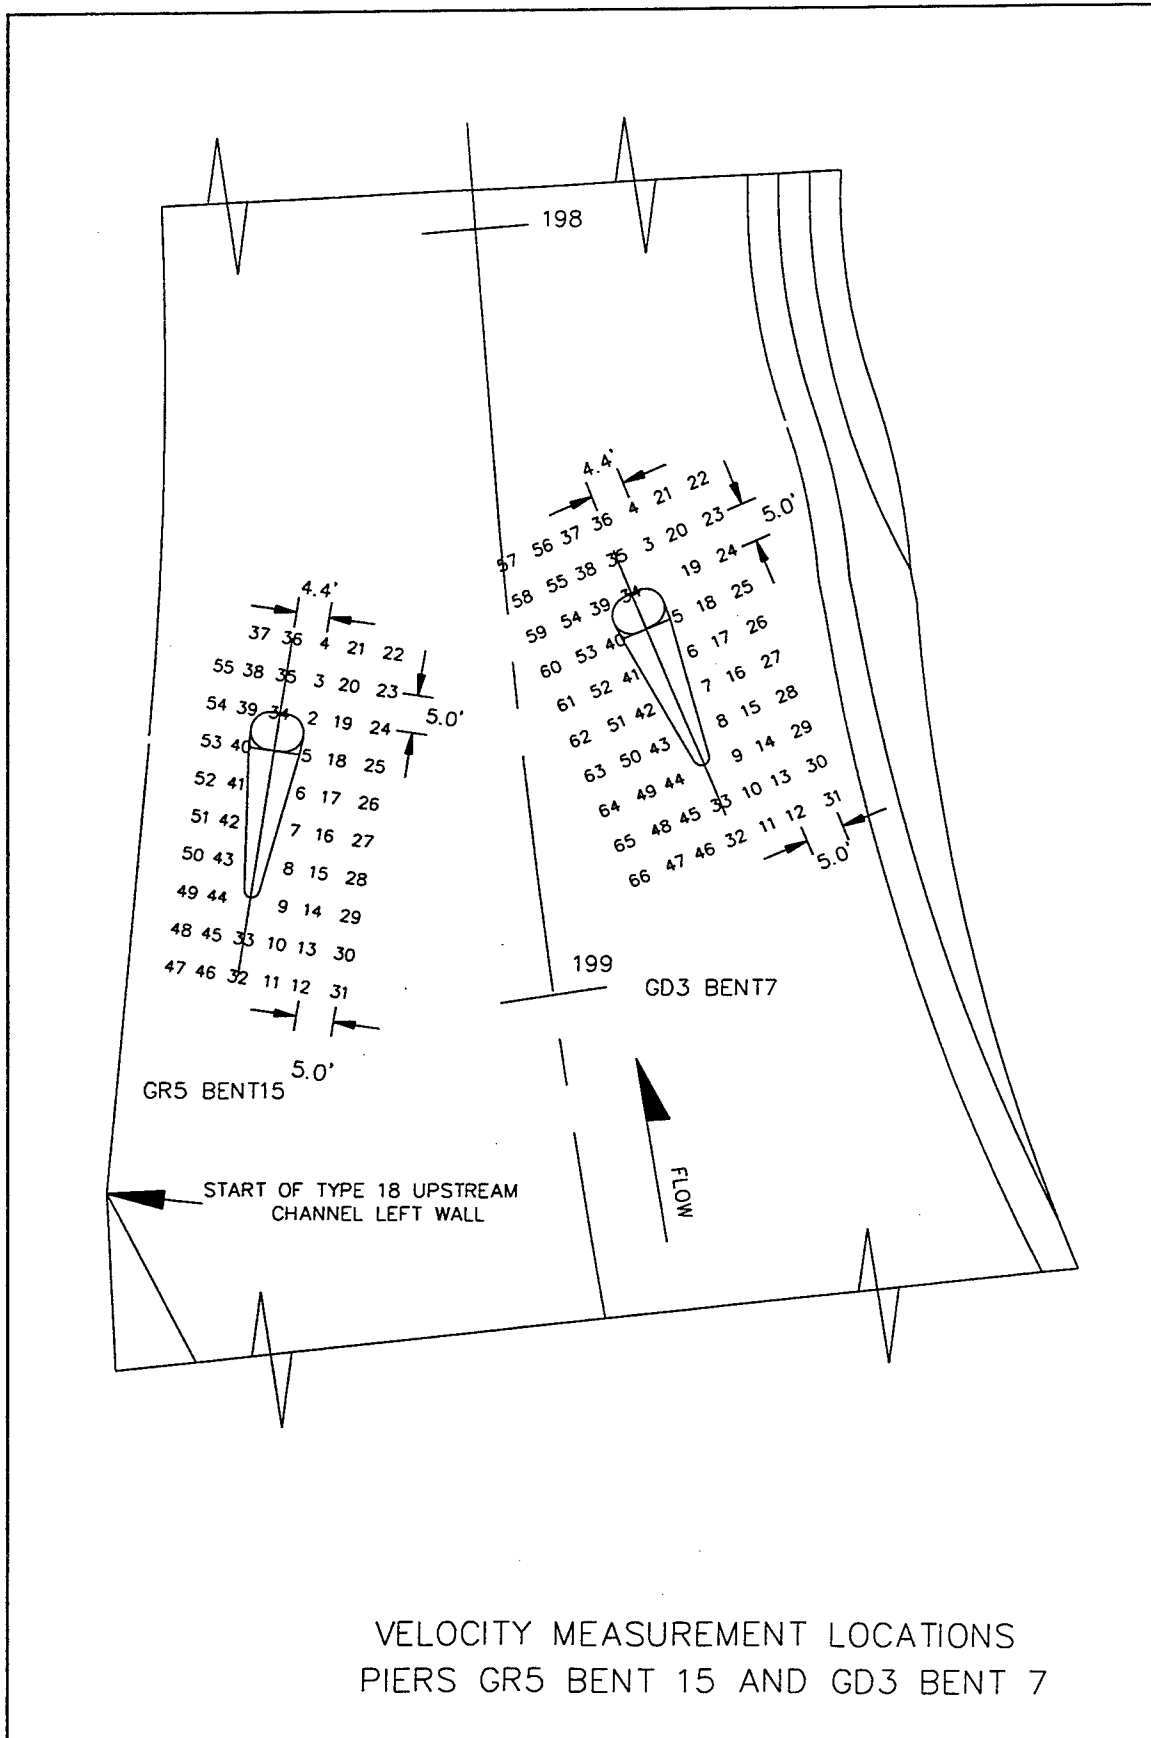 198
4.4'
57 56 37 36 4 21 22
58 55 38 35 3 20 23
5.0'
59 54 39 34 19 24
60 53 40 5 18 25
61 52 41 6 17 26
62 51 42 7 16 27
63 50 43 8 15 28
64 49 44 9 14 29
65 48 45 33 10 13 30
66 47 46 32 11 12 31
5.0'
GD3 BENT7
4.4'
37 36 4 21 22
55 38 35 3 20 23
5.0'
54 39 34 2 19 24
53 40 5 18 25
52 41 6 17 26
51 42 7 16 27
50 43 8 15 28
49 44 9 14 29
48 45 33 10 13 30
47 46 32 11 12 31
5.0'
GR5 BENT15
199
START OF TYPE 18 UPSTREAM
CHANNEL LEFT WALL
FLOW
VELOCITY MEASUREMENT LOCATIONS
PIERS GR5 BENT 15 AND GD3 BENT 7